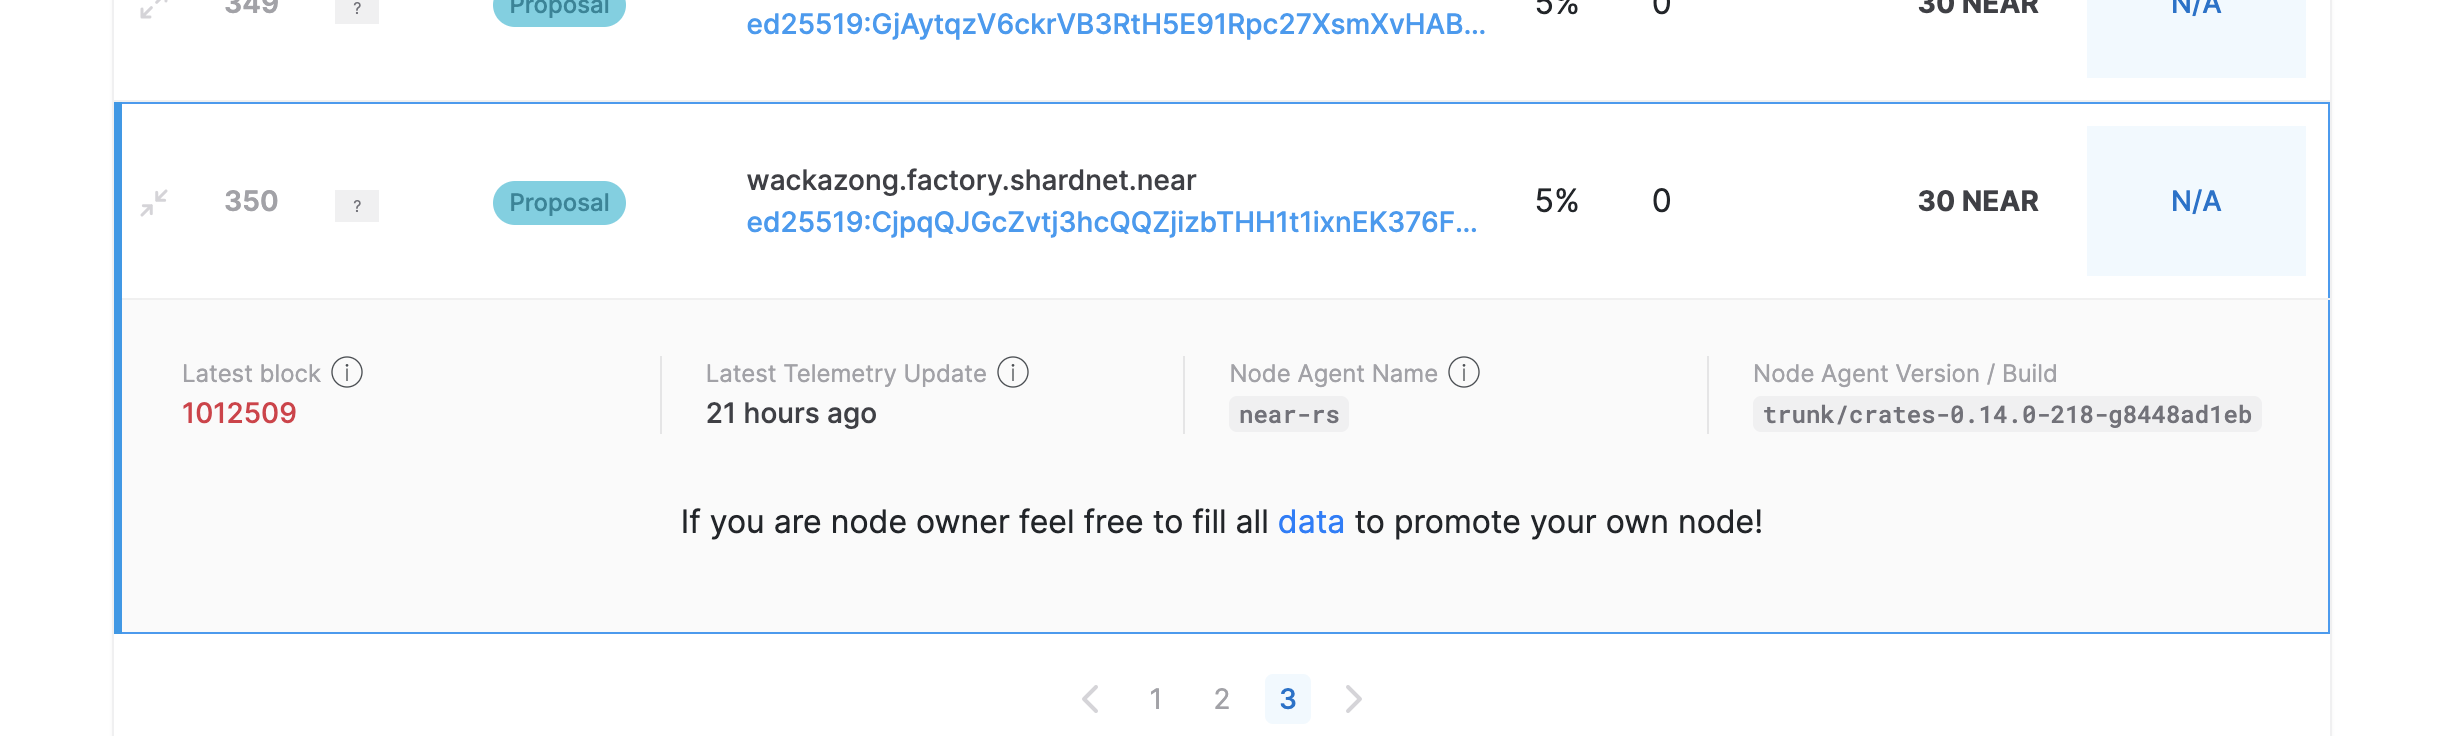 349 ? Proposal 5% 0 30 NEAR N/A
ed25519:GjAytqzV6ckrVB3RtH5E91Rpc27XsmXvHAB...
wackazong.factory.shardnet.near
350 ? Proposal 5% 0 30 NEAR N/A
ed25519:CjpqQJGcZvtj3hcQQZjizbTHH1t1ixnEK376F...
Latest block Latest Telemetry Update Node Agent Name Node Agent Version / Build
1012509 21 hours ago near-rs trunk/crates-0.14.0-218-g8448ad1eb
If you are node owner feel free to fill all data to promote your own node!
1 2 3